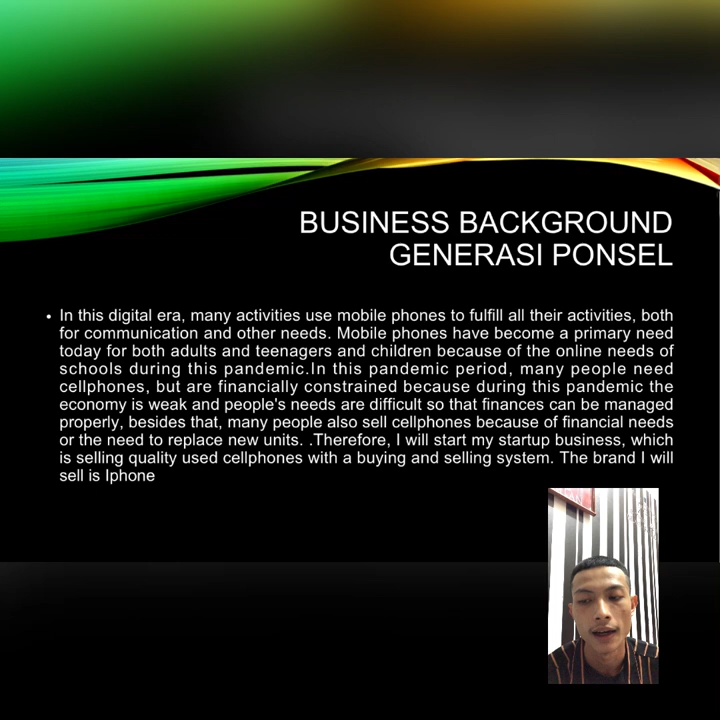 BUSINESS BACKGROUND
GENERASI PONSEL
• In this digital era, many activities use mobile phones to fulfill all their activities, both
for communication and other needs. Mobile phones have become a primary need
today for both adults and teenagers and children because of the online needs of
schools during this pandemic.In this pandemic period, many people need
cellphones, but are financially constrained because during this pandemic the
economy is weak and people's needs are difficult so that finances can be managed
properly, besides that, many people also sell cellphones because of financial needs
or the need to replace new units. .Therefore, I will start my startup business, which
is selling quality used cellphones with a buying and selling system. The brand I will
sell is Iphone